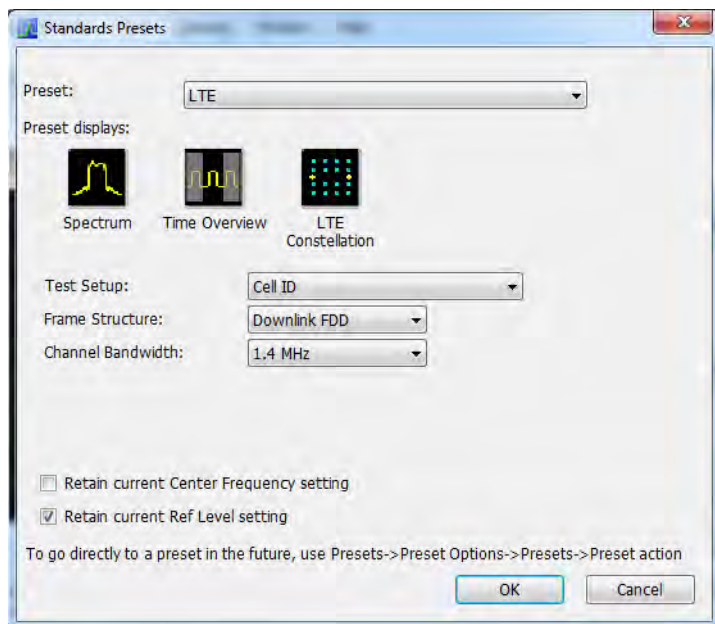 Standards Presets
Preset:
LTE
Preset displays:
Spectrum
Time Overview
LTE
Constellation
Test Setup:
Cell ID
Frame Structure:
Downlink FDD
Channel Bandwidth:
1.4 MHz
Retain current Center Frequency setting
Retain current Ref Level setting
To go directly to a preset in the future, use Presets->Preset Options->Presets->Preset action
OK
Cancel